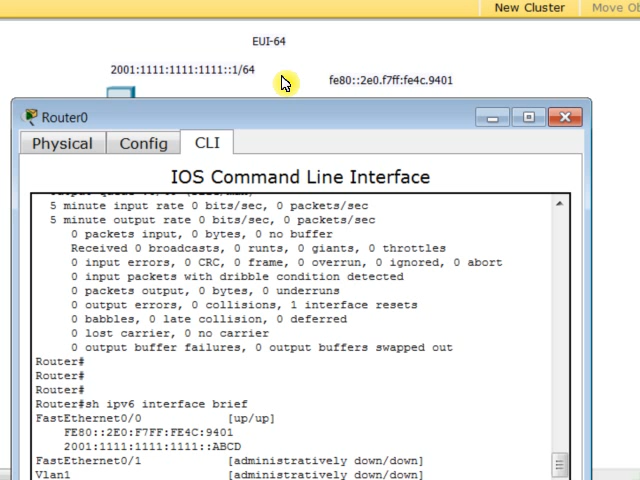 New Cluster
Move Ob
EUI-64
2001:1111:1111:1111::1/64
fe80::2e0.f7ff:fe4c.9401
Router0
Physical
Config
CLI
IOS Command Line Interface
5 minute input rate 0 bits/sec, 0 packets/sec
5 minute output rate 0 bits/sec, 0 packets/sec
0 packets input, 0 bytes, 0 no buffer
Received 0 broadcasts, 0 runts, 0 giants, 0 throttles
0 input errors, 0 CRC, 0 frame, 0 overrun, 0 ignored, 0 abort
0 input packets with dribble condition detected
0 packets output, 0 bytes, 0 underruns
0 output errors, 0 collisions, 1 interface resets
0 babbles, 0 late collision, 0 deferred
0 lost carrier, 0 no carrier
0 output buffer failures, 0 output buffers swapped out
Router#
Router#
Router#
Router#sh ipv6 interface brief
FastEthernet0/0 [up/up]
FE80::2E0:F7FF:FE4C:9401
2001:1111:1111:1111::ABCD
FastEthernet0/1 [administratively down/down]
Vlan1 [administratively down/down]